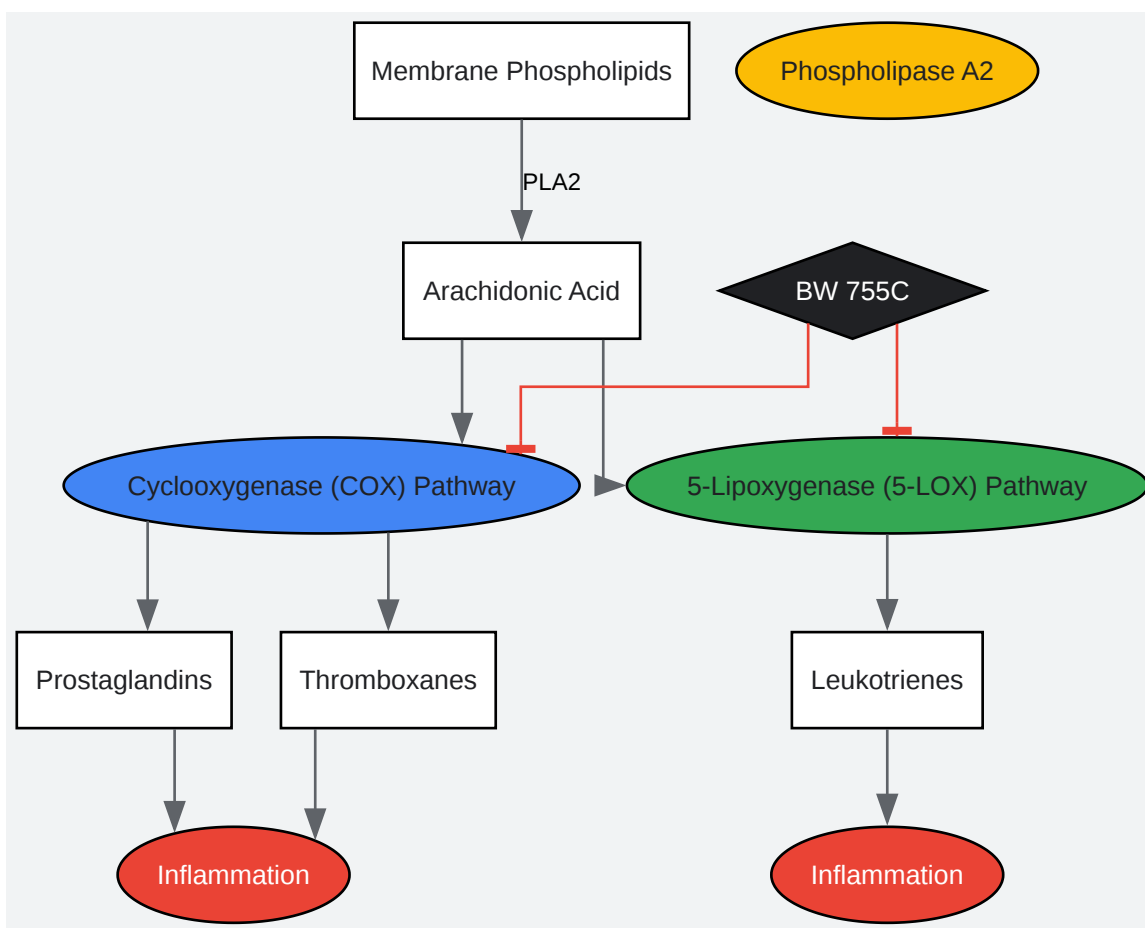 Membrane Phospholipids
Phospholipase A2
PLA2
Arachidonic Acid
BW 755C
Cyclooxygenase (COX) Pathway
5-Lipoxygenase (5-LOX) Pathway
Prostaglandins
Thromboxanes
Leukotrienes
Inflammation
Inflammation